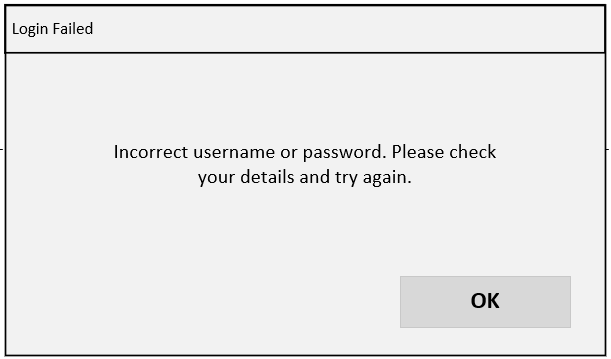 Login Failed
Incorrect username or password. Please check
your details and try again.
OK